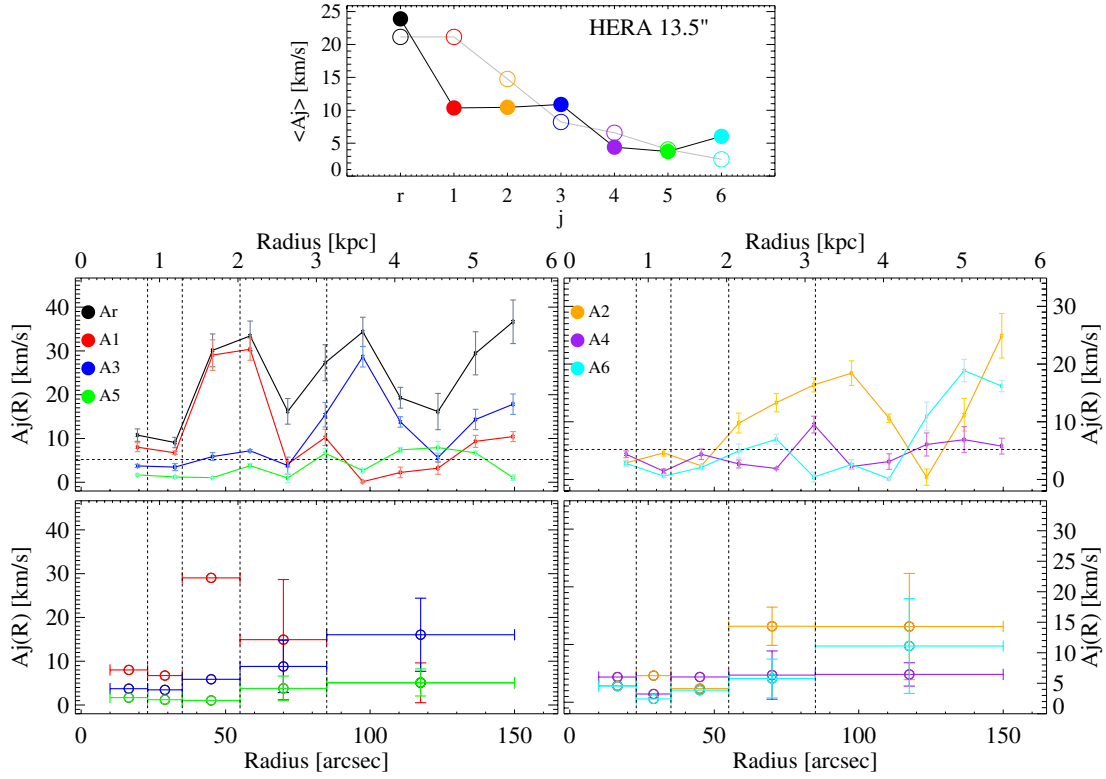 HERA 13.5"
<Aj> [km/s]
25
20
15
10
5
0
r 1 2 3 4 5 6
j
Radius [kpc] Radius [kpc]
0 1 2 3 4 5 6 0 1 2 3 4 5 6
Aj(R) [km/s]
40
30
20
10
0
Ar
A1
A3
A5
A2
A4
A6
30
20
10
0
Aj(R) [km/s]
Aj(R) [km/s]
40
30
20
10
0
30
25
20
15
10
5
0
Aj(R) [km/s]
0 50 100 150 0 50 100 150
Radius [arcsec] Radius [arcsec]